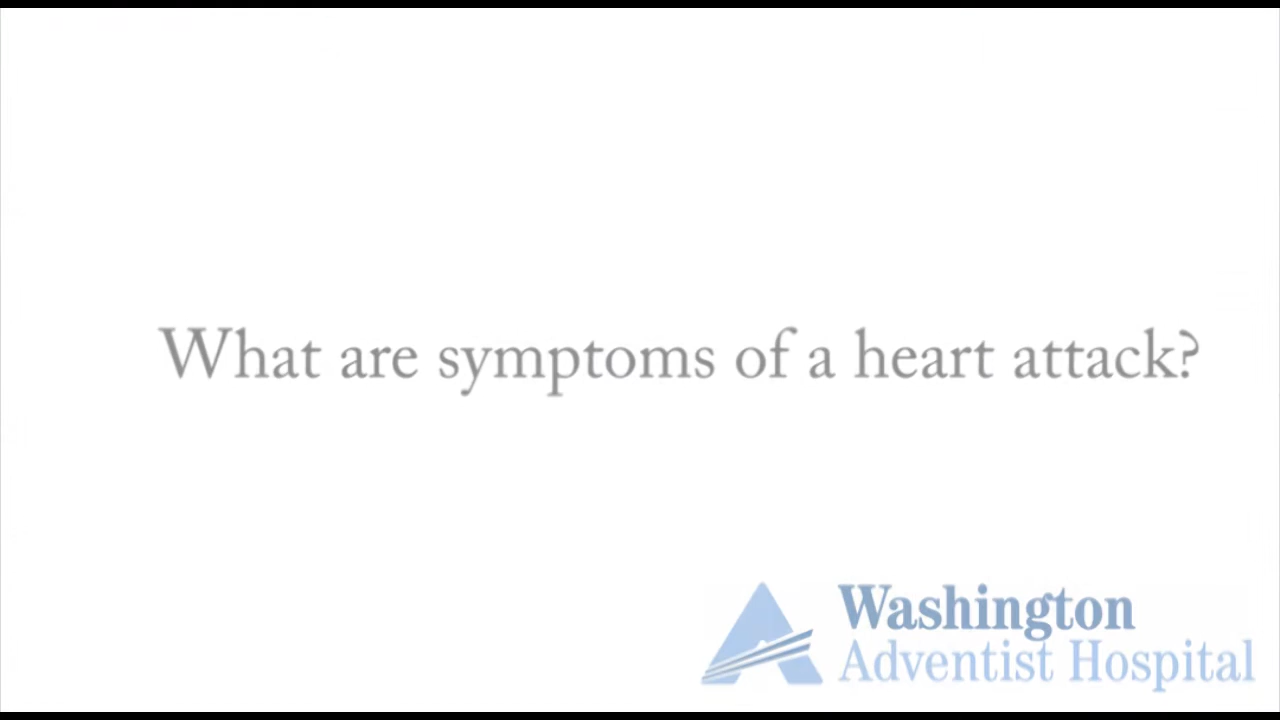 What are symptoms of a heart attack?
Washington
Adventist Hospital